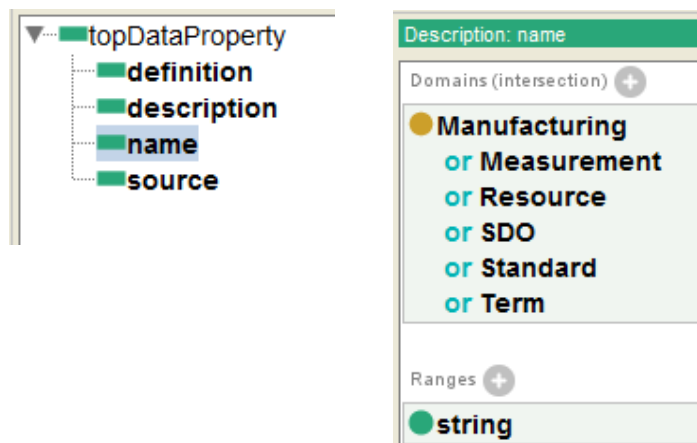 topDataProperty
definition
description
name
source
Description: name
Domains (intersection)
Manufacturing
or Measurement
or Resource
or SDO
or Standard
or Term
Ranges
string